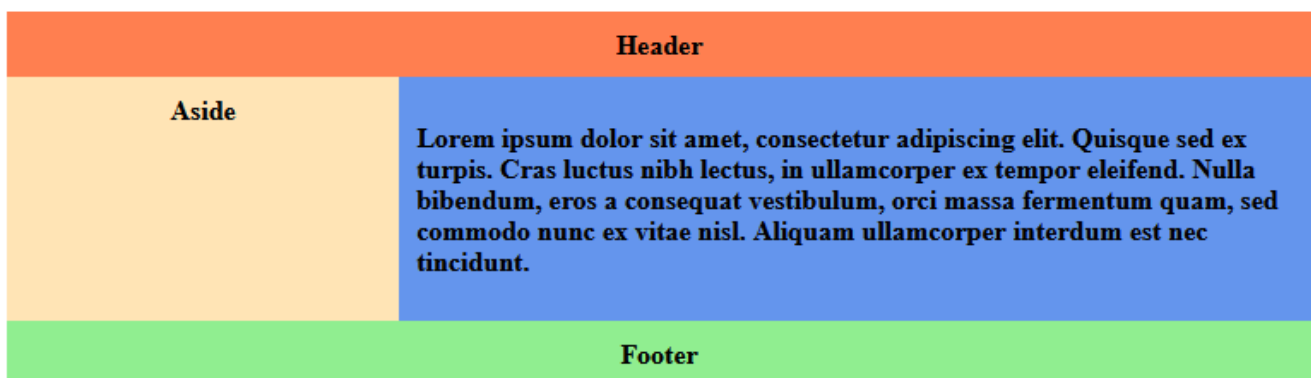 Header
Aside
Lorem ipsum dolor sit amet, consectetur adipiscing elit. Quisque sed ex
turpis. Cras luctus nibh lectus, in ullamcorper ex tempor eleifend. Nulla
bibendum, eros a consequat vestibulum, orci massa fermentum quam, sed
commodo nunc ex vitae nisl. Aliquam ullamcorper interdum est nec
tincidunt.
Footer